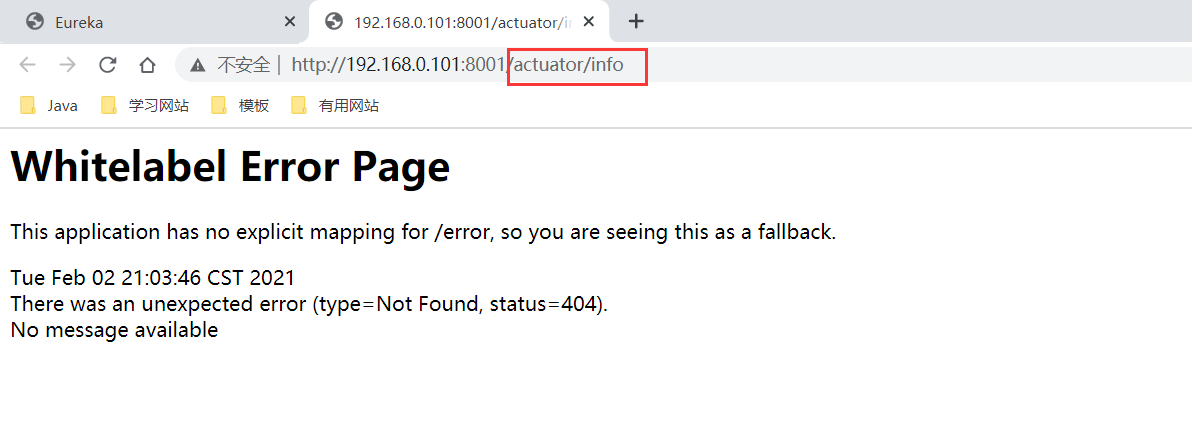 Eureka
192.168.0.101:8001/actuator/i
不安全 | http://192.168.0.101:8001/actuator/info
Java 学习网站 模板 有用网站
Whitelabel Error Page
This application has no explicit mapping for /error, so you are seeing this as a fallback.
Tue Feb 02 21:03:46 CST 2021
There was an unexpected error (type=Not Found, status=404).
No message available